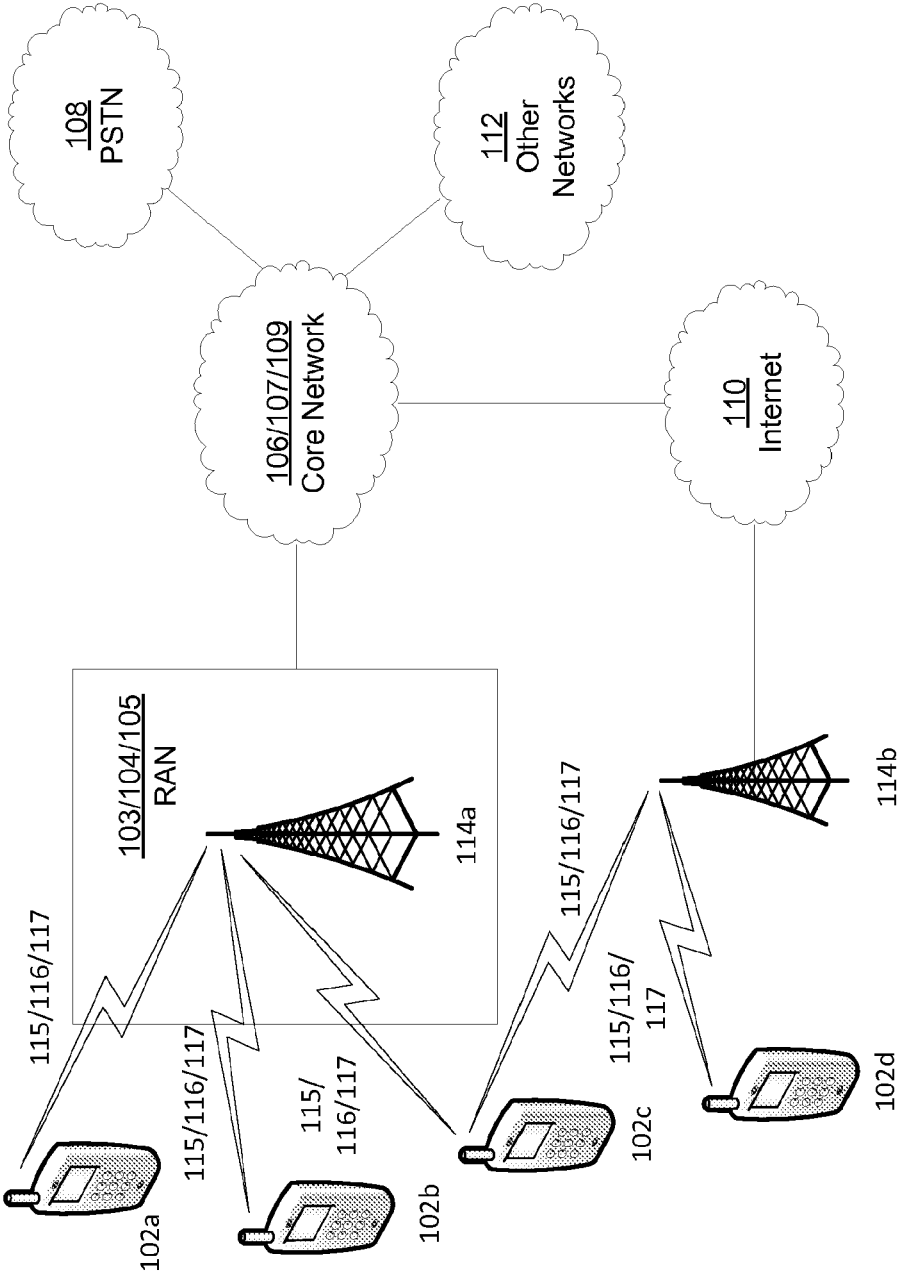 115/116/117
102a
103/104/105
RAN
115/116/117
102b
114a
115/
116/117
106/107/109
Core Network
108
PSTN
102c
115/116/117
112
Other
Networks
115/116/
117
102d
114b
110
Internet